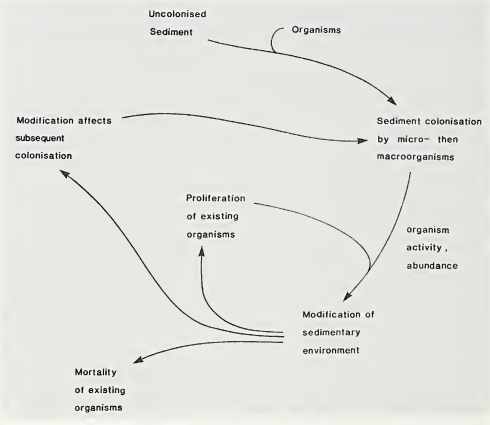 Uncolonised
Sediment
Organisms
Modification affects
subsequent
colonisation
Sediment colonisation
by micro– then
macroorganisms
Proliferation
of existing
organisms
organism
activity,
abundance
Modification of
sedimentary
environment
Mortality
of existing
organisms